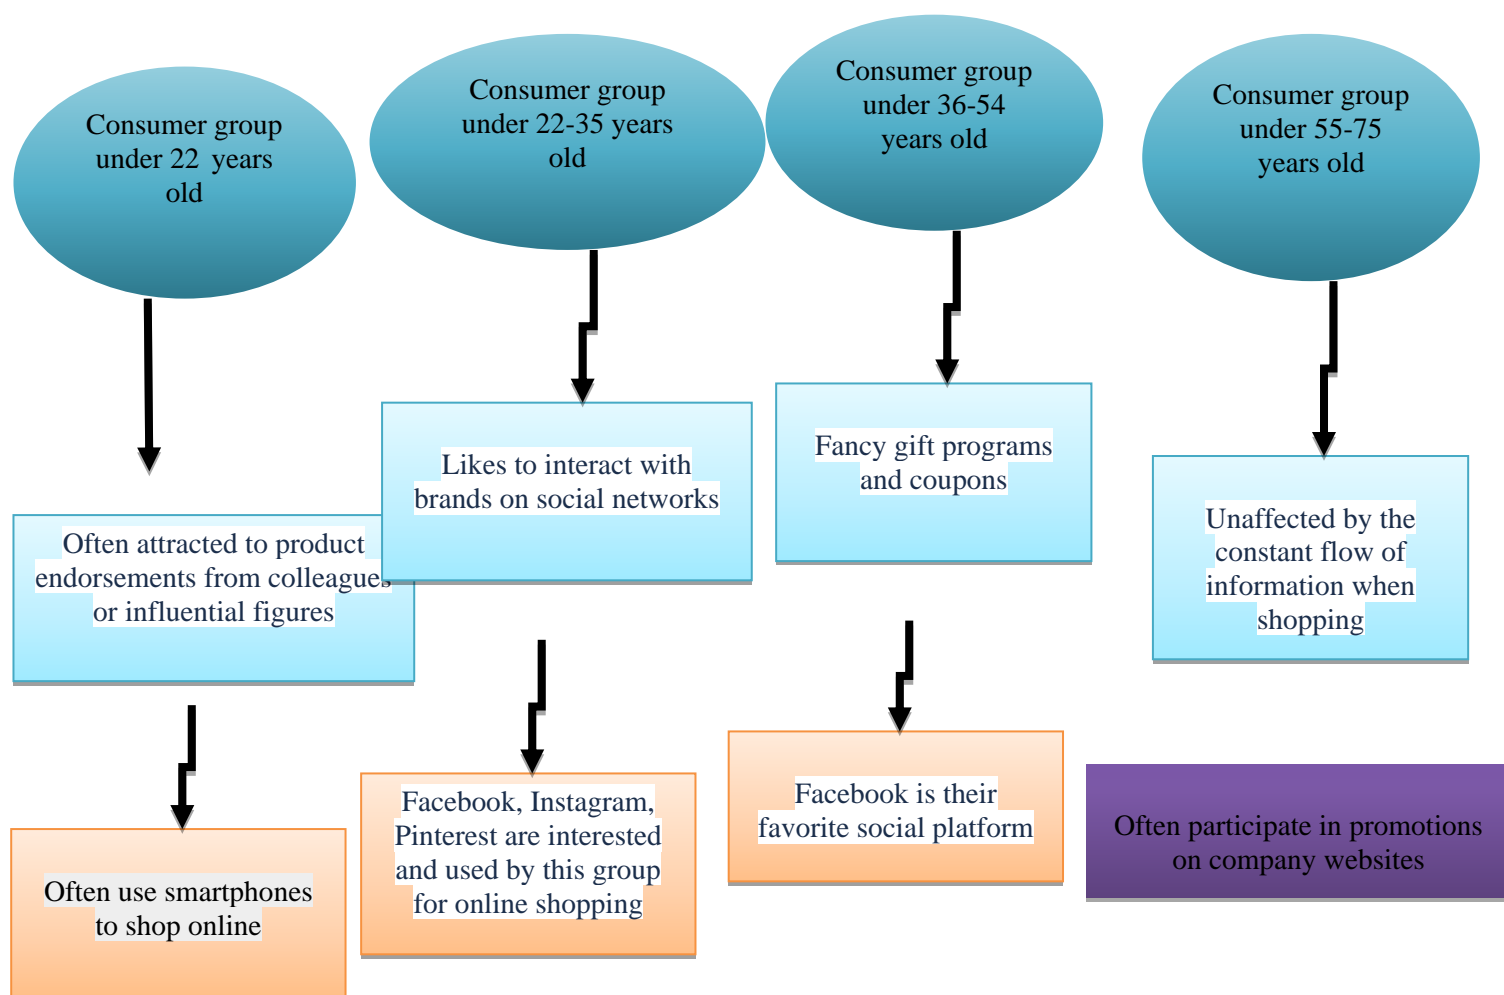 Consumer group
under 22  years
old
Consumer group
under 22-35 years
old
Consumer group
under 36-54
years old
Consumer group
under 55-75
years old
Often attracted to product
endorsements from colleagues
or influential figures
Likes to interact with
brands on social networks
Fancy gift programs
and coupons
Unaffected by the
constant flow of
information when
shopping
Often use smartphones
to shop online
Facebook, Instagram,
Pinterest are interested
and used by this group
for online shopping
Facebook is their
favorite social platform
Often participate in promotions
on company websites